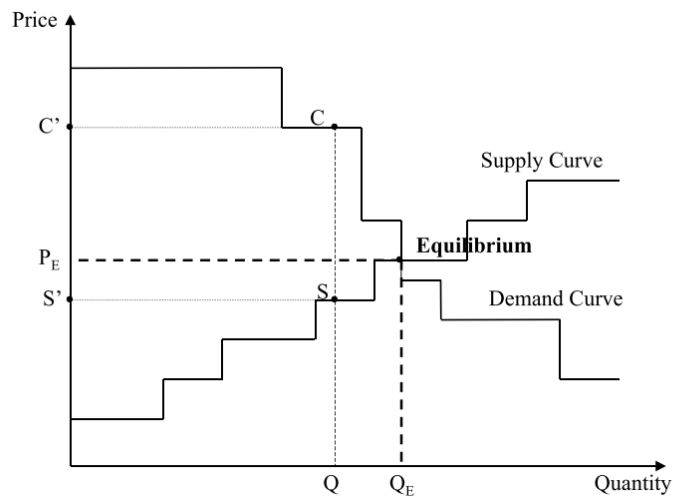 Price
C’
C
Supply Curve
Equilibrium
P_E
S’
S
Demand Curve
Q
Q_E
Quantity